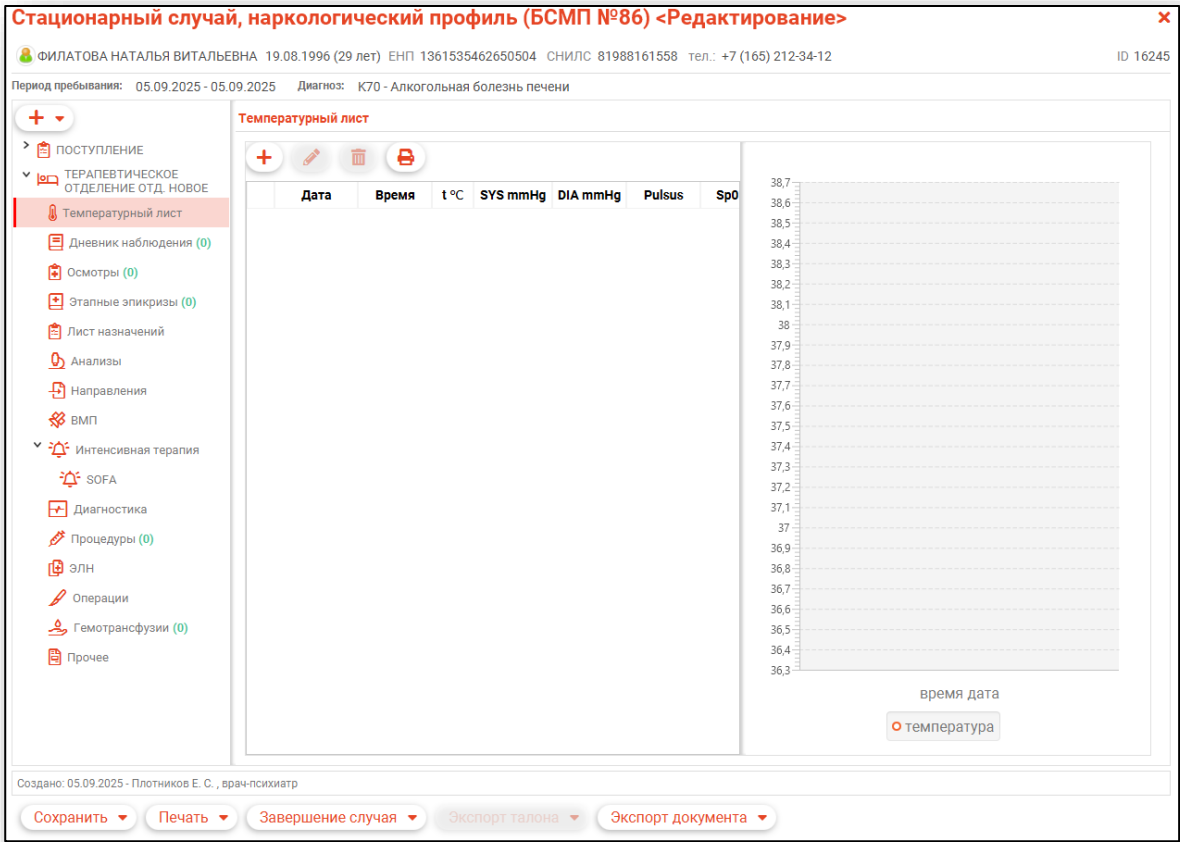 Стационарный случай, наркологический профиль (БСМП №86) <Редактирование>
ФИЛАТОВА НАТАЛЬЯ ВИТАЛЬЕВНА 19.08.1996 (29 лет) ЕНП 1361535462650504 СНИЛС 81988161558 тел.: +7 (165) 212-34-12 ID 16245
Период пребывания: 05.09.2025 - 05.09.2025 Диагноз: K70 - Алкогольная болезнь печени
ПОСТУПЛЕНИЕ
ТЕРАПЕВТИЧЕСКОЕ
ОТДЕЛЕНИЕ ОТД. НОВОЕ
Температурный лист
Дневник наблюдения (0)
Осмотры (0)
Этапные эпикризы (0)
Лист назначений
Анализы
Направления
ВМП
Интенсивная терапия
SOFA
Диагностика
Процедуры (0)
ЭЛН
Операции
Гемотрансфузии (0)
Прочее
Температурный лист
Дата Время t °C SYS mmHg DIA mmHg Pulsus Sp0
38,7
38,6
38,5
38,4
38,3
38,2
38,1
38
37,9
37,8
37,7
37,6
37,5
37,4
37,3
37,2
37,1
37
36,9
36,8
36,7
36,6
36,5
36,4
36,3
время дата
температура
Создано: 05.09.2025 - Плотников Е. С. , врач-психиатр
Сохранить Печать Завершение случая Экспорт талона Экспорт документа